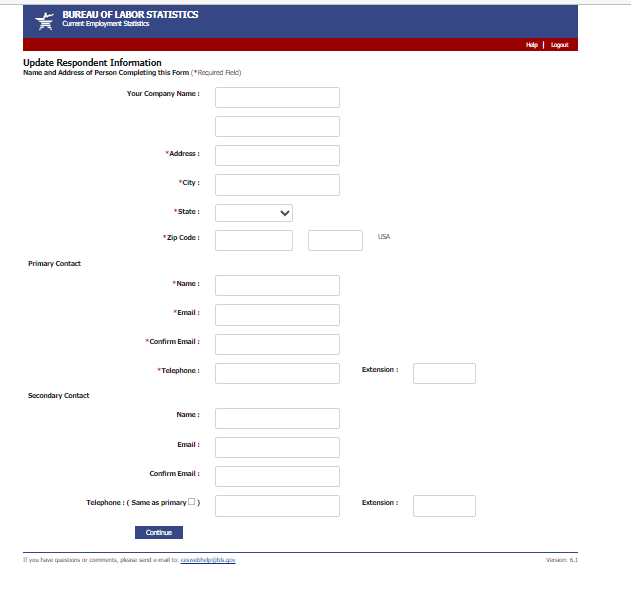 BUREAU OF LABOR STATISTICS
Current Employment Statistics
Help | Logout
Update Respondent Information
Name and Address of Person Completing this Form (*Required Field)
Your Company Name :
*Address :
*City :
*State :
*Zip Code : USA
Primary Contact
*Name :
*Email :
*Confirm Email :
*Telephone : Extension :
Secondary Contact
Name :
Email :
Confirm Email :
Telephone : ( Same as primary ) Extension :
Continue
If you have questions or comments, please send e-mail to: ceswebhelp@bls.gov Version: 6.1